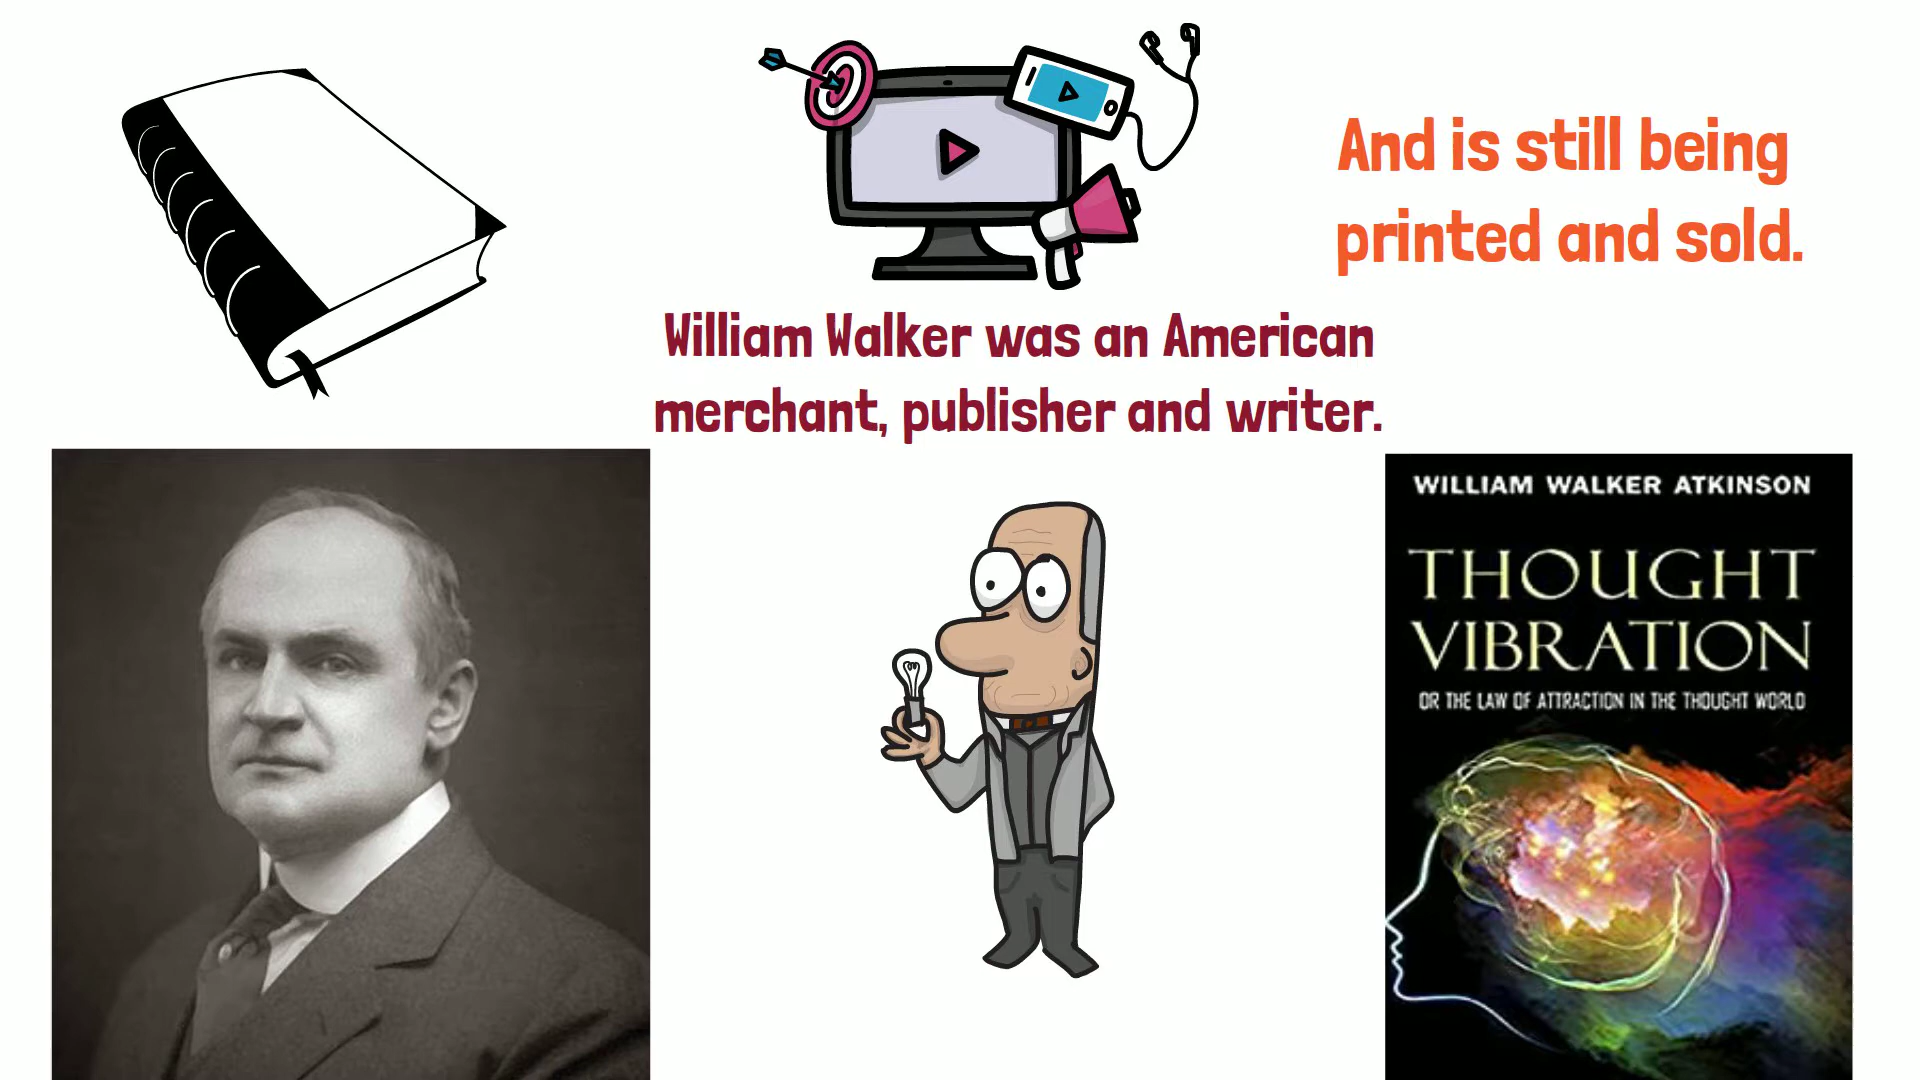 And is still being
printed and sold.
William Walker was an American
merchant, publisher and writer.
WILLIAM WALKER ATKINSON
THOUGHT
VIBRATION
OR THE LAW OF ATTRACTION IN THE THOUGHT WORLD